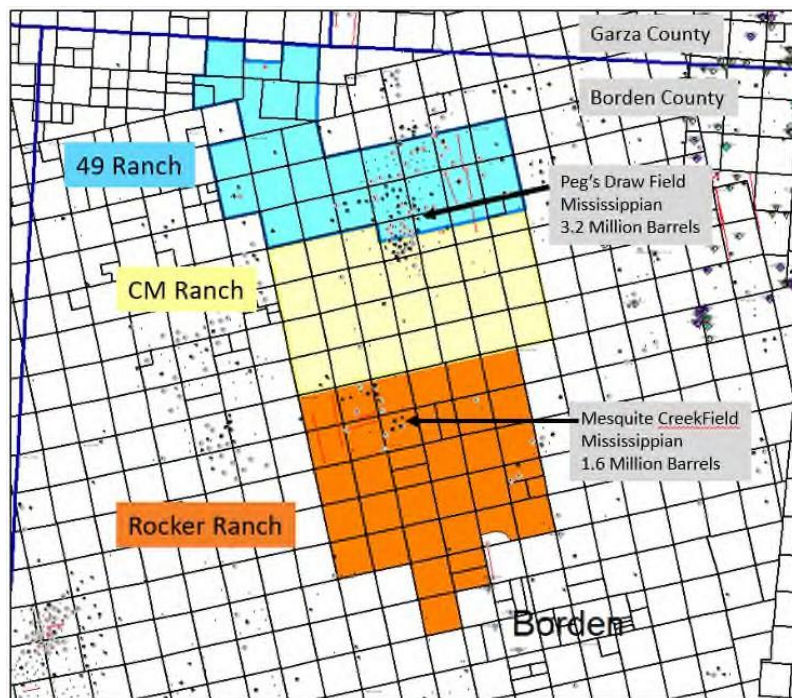 Garza County
Borden County
49 Ranch
Peg's Draw Field
Mississippian
3.2 Million Barrels
CM Ranch
Mesquite CreekField
Mississippian
1.6 Million Barrels
Rocker Ranch
Borden